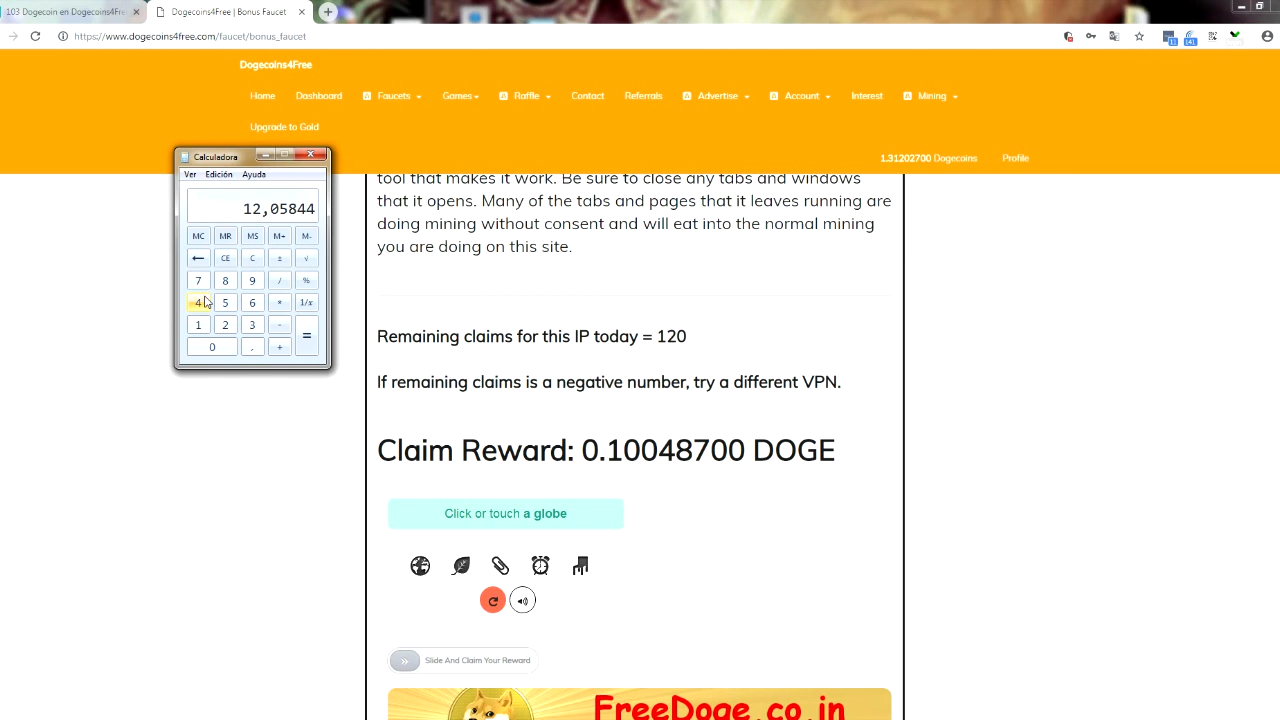 103 Dogecoin en Dogecoins4Fre
Dogecoins4Free | Bonus Faucet
https://www.dogecoins4free.com/faucet/bonus_faucet
11
141
Dogecoins4Free
Home Dashboard Faucets Games Raffle Contact Referrals Advertise Account Interest Mining
Upgrade to Gold
1.31202700 Dogecoins Profile
Calculadora
Ver Edición Ayuda
12,05844
MC MR MS M+ M-
← CE C ± √
7 8 9 / %
4 5 6 * 1/x
1 2 3 - =
0 , +
tool that makes it work. Be sure to close any tabs and windows
that it opens. Many of the tabs and pages that it leaves running are
doing mining without consent and will eat into the normal mining
you are doing on this site.
Remaining claims for this IP today = 120
If remaining claims is a negative number, try a different VPN.
Claim Reward: 0.10048700 DOGE
Click or touch a globe
Slide And Claim Your Reward
FreeDoge.co.in